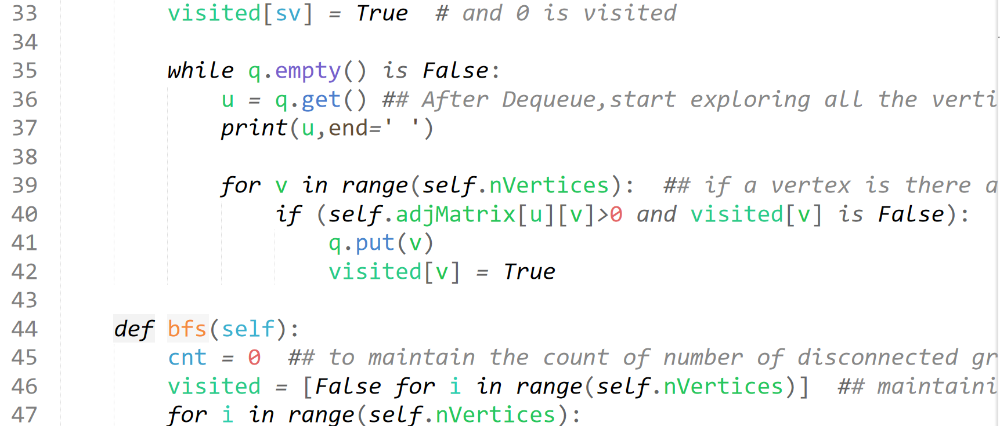 33 visited[sv] = True  # and 0 is visited
34
35 while q.empty() is False:
36 u = q.get() ## After Dequeue,start exploring all the verti
37 print(u,end=' ')
38
39 for v in range(self.nVertices):  ## if a vertex is there a
40 if (self.adjMatrix[u][v]>0 and visited[v] is False):
41 q.put(v)
42 visited[v] = True
43
44 def bfs(self):
45 cnt = 0  ## to maintain the count of number of disconnected gr
46 visited = [False for i in range(self.nVertices)]  ## maintaini
47 for i in range(self.nVertices):